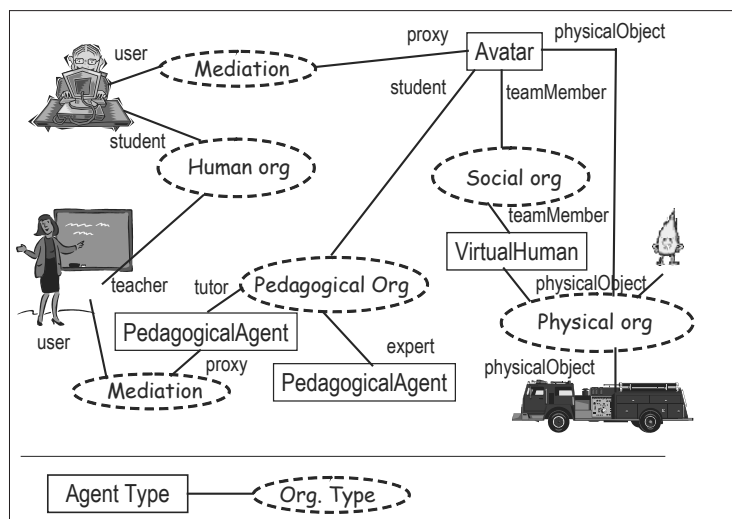 user
Mediation
proxy
Avatar
physicalObject
student
teamMember
student
Human org
Social org
teamMember
VirtualHuman
teacher
tutor
Pedagogical Org
physicalObject
Physical org
user
PedagogicalAgent
proxy
expert
Mediation
PedagogicalAgent
physicalObject
Agent Type
Org. Type